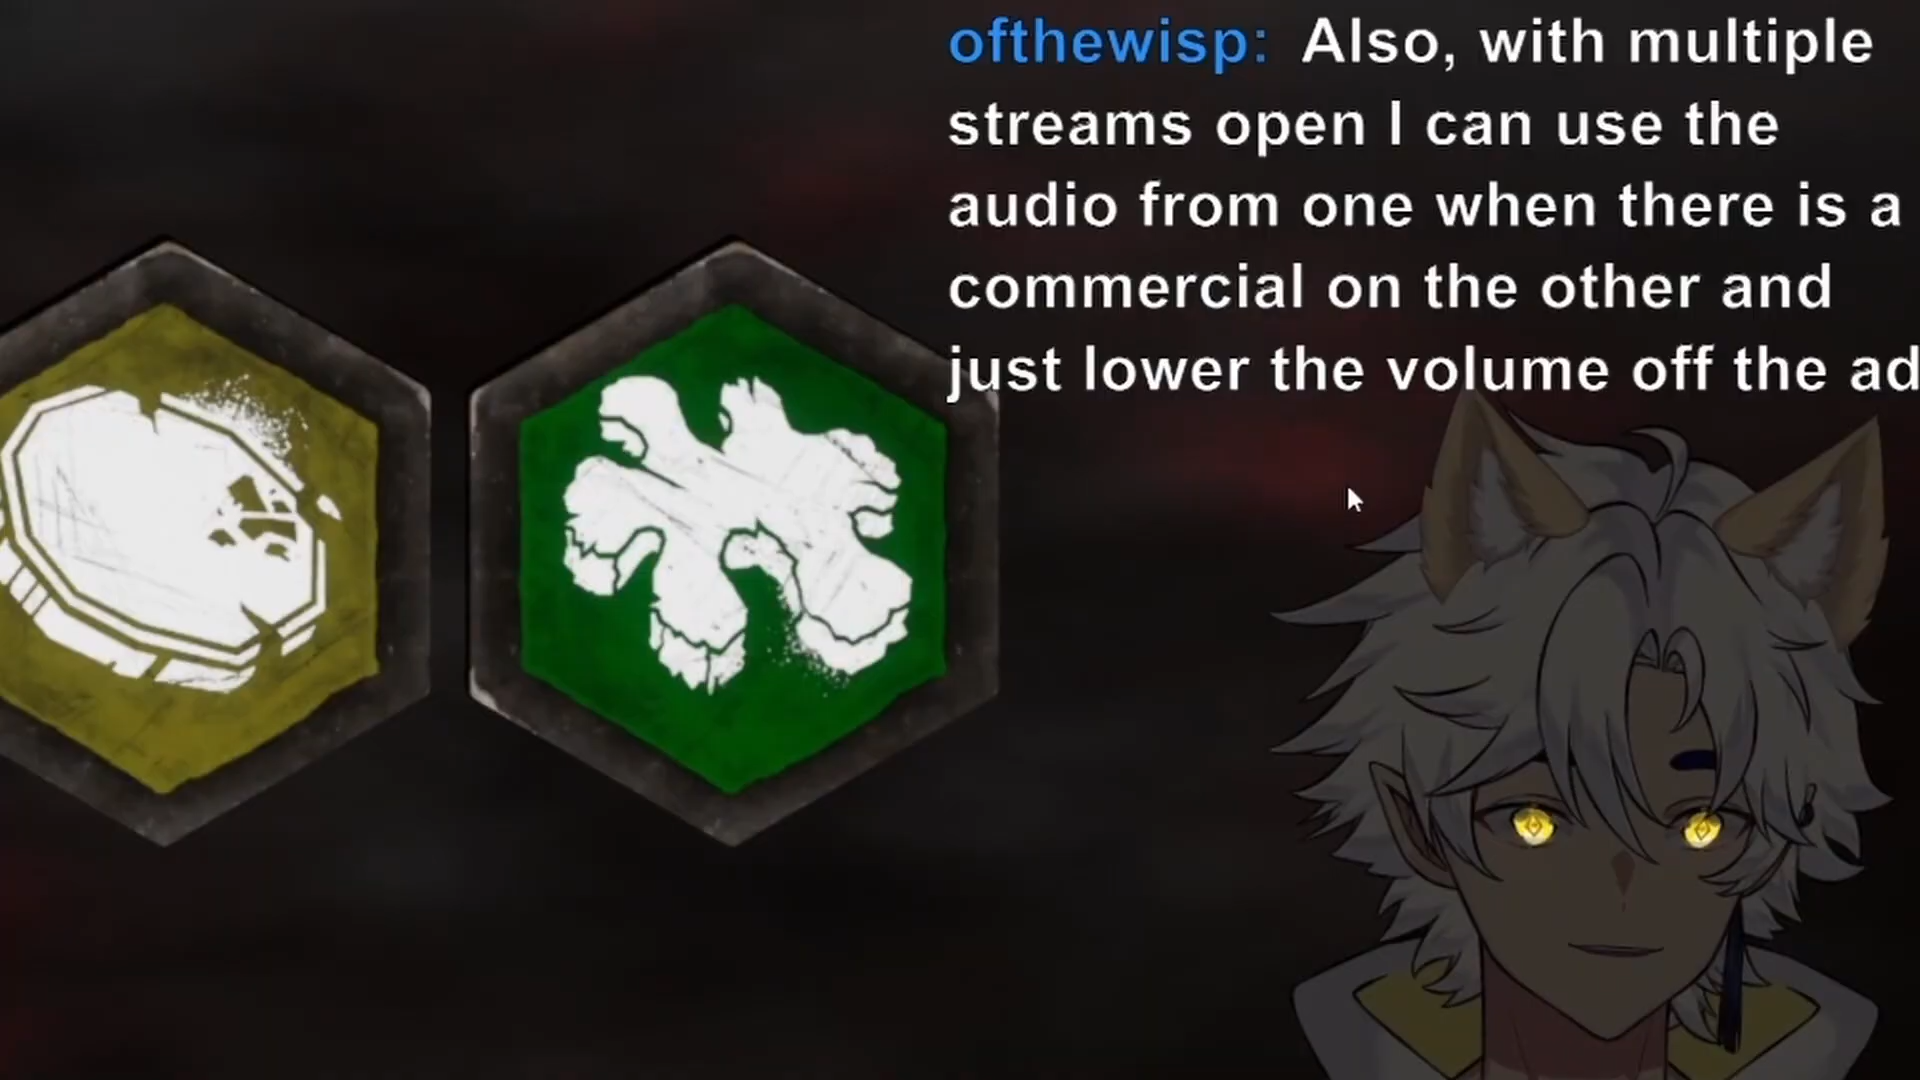 ofthewisp: Also, with multiple
streams open I can use the
audio from one when there is a
commercial on the other and
just lower the volume off the ad